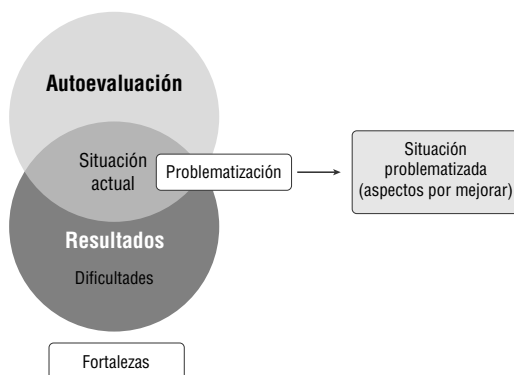 Autoevaluación
Situación
actual
Problematización
Situación
problematizada
(aspectos por mejorar)
Resultados
Dificultades
Fortalezas